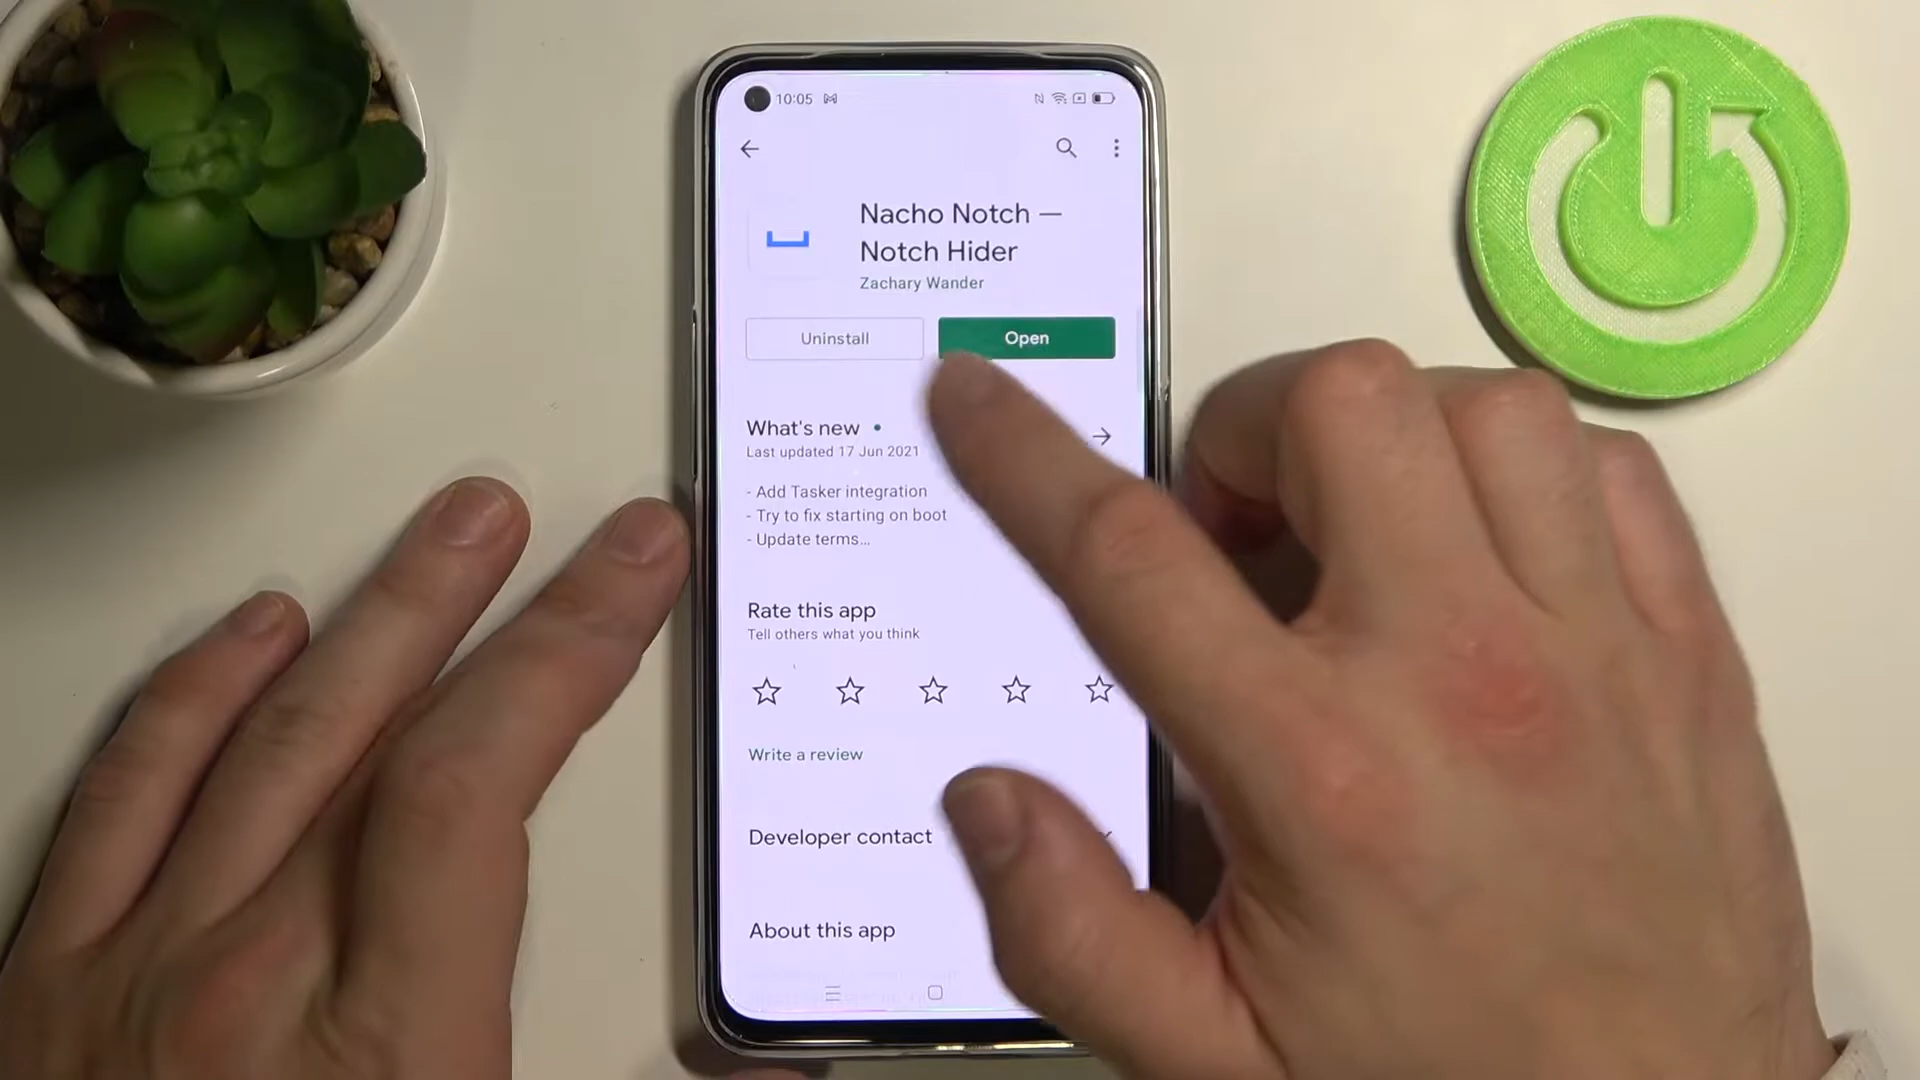 10:05
Nacho Notch —
Notch Hider
Zachary Wander
Uninstall
Open
What's new •
Last updated 17 Jun 2021
- Add Tasker integration
- Try to fix starting on boot
- Update terms...
Rate this app
Tell others what you think
Write a review
Developer contact
About this app